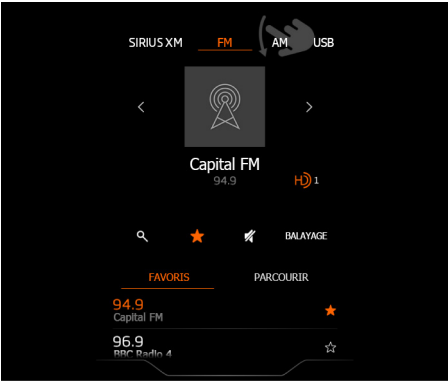 SIRIUS XM FM AM USB
Capital FM
94.9
HD 1
BALAYAGE
FAVORIS PARCOURIR
94.9
Capital FM
96.9
BBC Radio 4